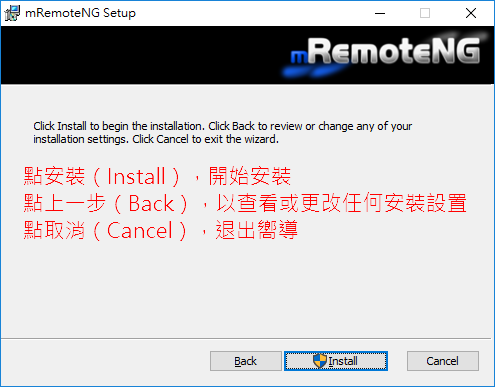 mRemoteNG Setup
mRemoteNG
Click Install to begin the installation. Click Back to review or change any of your
installation settings. Click Cancel to exit the wizard.
點安裝（Install），開始安裝
點上一步（Back），以查看或更改任何安裝設置
點取消（Cancel），退出嚮導
Back
Install
Cancel